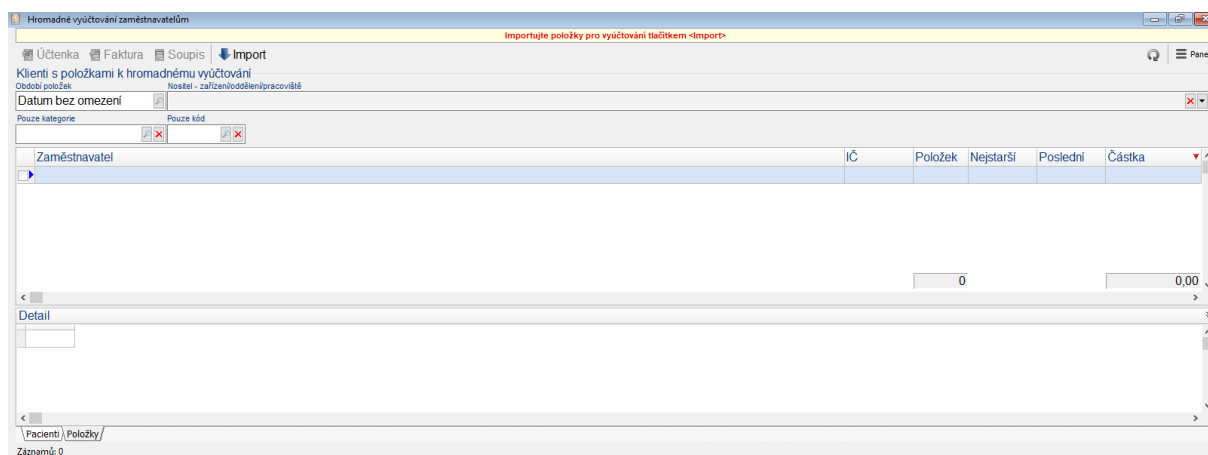 Hromadné vyúčtování zaměstnavatelům
Importujte položky pro vyúčtování tlačítkem <Import>
Účtenka Faktura Soupis Import Pane
Klienti s položkami k hromadnému vyúčtování
Období položek Nositel - zařízení/oddělení/pracoviště
Datum bez omezení
Pouze kategorie Pouze kód
Zaměstnavatel IČ Položek Nejstarší Poslední Částka
0 0,00
Detail
Pacienti Položky
Záznamů: 0